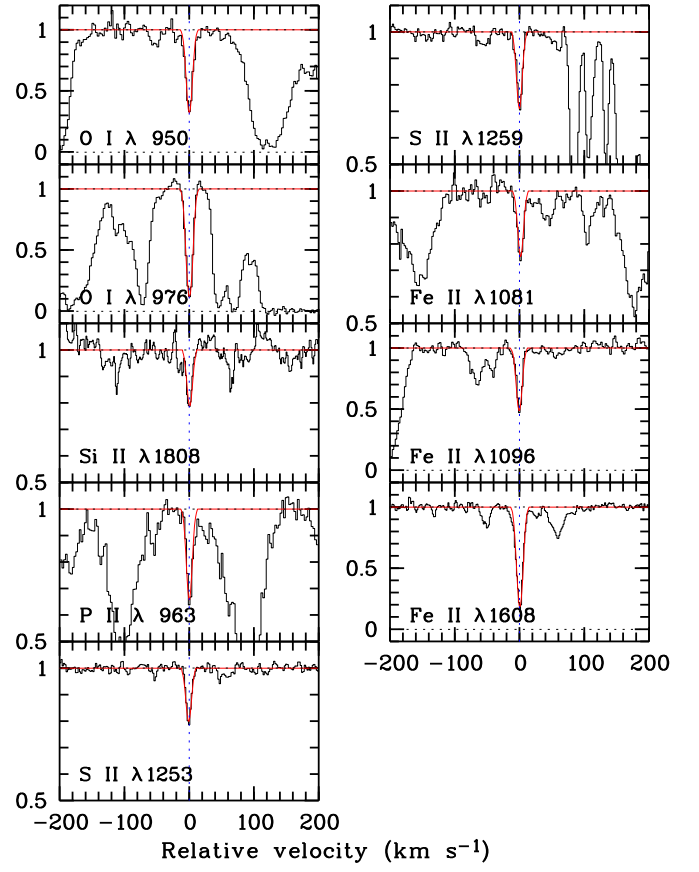 1
0.5
0
O I λ 950
1
0.5
0
O I λ 976
1
Si II λ1808
0.5
1
P II λ 963
0.5
1
S II λ1253
0.5
-200 -100 0 100 200
1
S II λ1259
0.5
1
Fe II λ1081
0.5
1
0.5
Fe II λ1096
0
1
0.5
Fe II λ1608
0
-200 -100 0 100 200
Relative velocity (km s⁻¹)